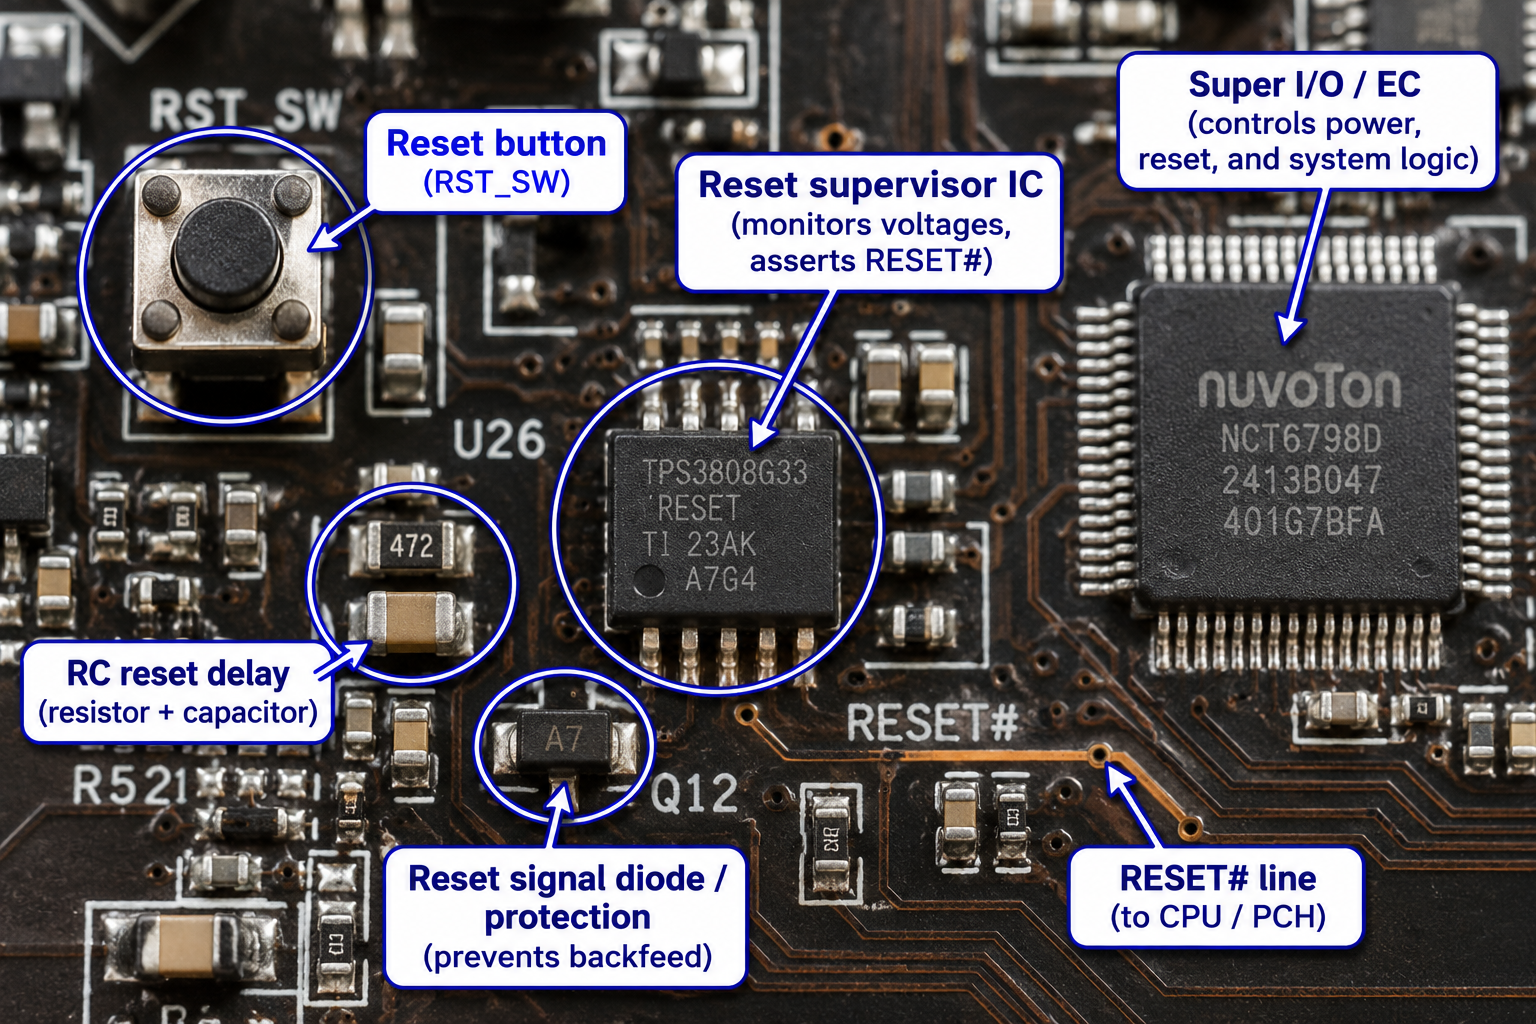 RST_SW
Reset button
(RST_SW)
Reset supervisor IC
(monitors voltages,
asserts RESET#)
Super I/O / EC
(controls power,
reset, and system logic)
U26
TPS3808G33
'RESET
TI 23AK
A7G4
nuvoTon
NCT6798D
2413B047
401G7BFA
472
RC reset delay
(resistor + capacitor)
A7
RESET#
R521
Q12
Reset signal diode /
protection
(prevents backfeed)
RESET# line
(to CPU / PCH)